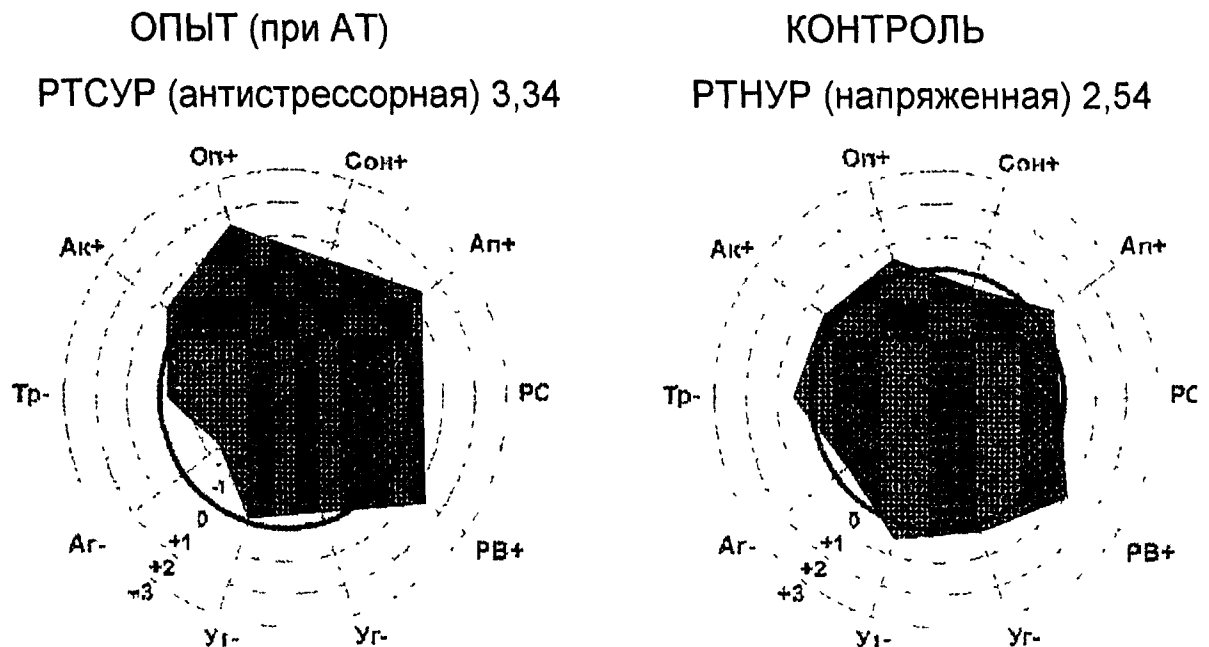 ОПЫТ (при АТ)
РТСУР (антистрессорная) 3,34
Оп+
Сон+
Ак+
Ап+
Тр-
РС
-1
0
+1
+2
+3
Аг-
РВ+
Ут-
Уг-
КОНТРОЛЬ
РТНУР (напряженная) 2,54
Оп+
Сон+
Ак+
Ап+
Тр-
РС
0
+1
+2
+3
Аг-
РВ+
Ут-
Уг-